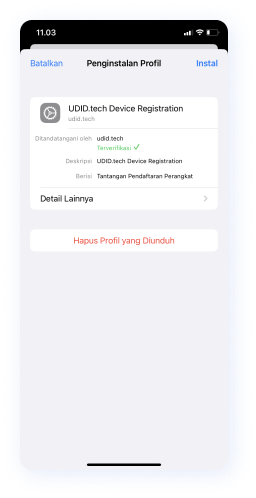 11.03
Batalkan Penginstalan Profil Instal
UDID.tech Device Registration
udid.tech
Ditandatangani oleh udid.tech
Terverifikasi ✓
Deskripsi UDID.tech Device Registration
Berisi Tantangan Pendaftaran Perangkat
Detail Lainnya
Hapus Profil yang Diunduh